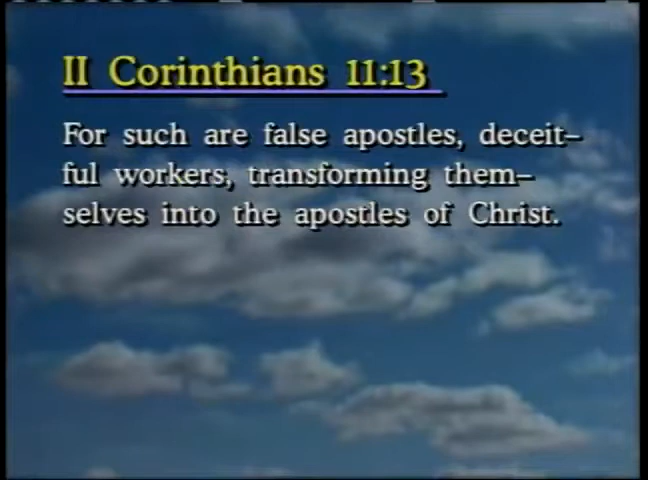 II Corinthians 11:13
For such are false apostles, deceit–
ful workers, transforming them–
selves into the apostles of Christ.